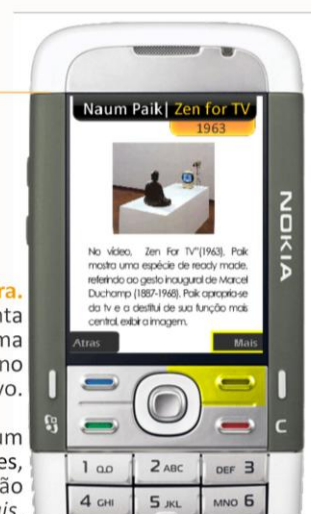 Naum Paik| Zen for TV
1963
No vídeo, Zen For TV"(1963). Paik
mostra uma espécie de ready made,
referindo ao gesto inaugural de Marcel
Duchamp (1887-1968). Paik apropria-se
da tv e a destitui de sua função mais
central, exibir a imagem.
Atras
Mais
NOKIA
ra.
nta
ma
no
vo.
um
es,
ão
is.
C
1
2 ABC
DEF 3
4 GHI
5 JKL
MNO 6